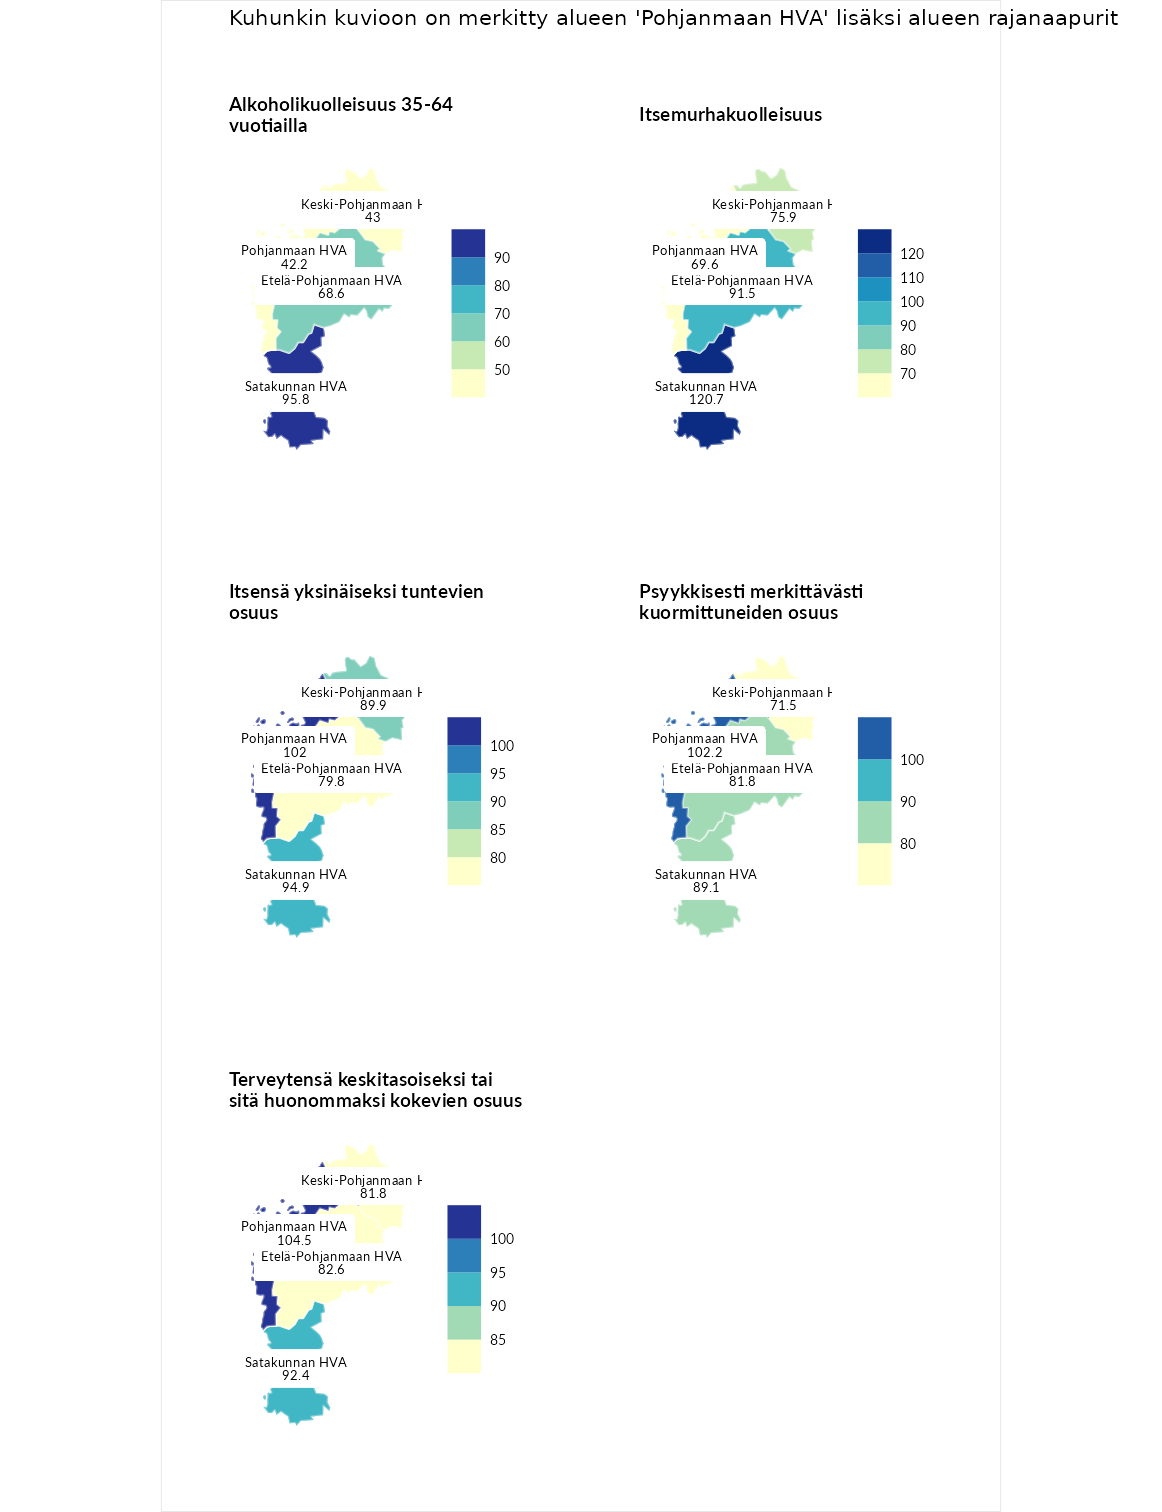 Kuhunkin kuvioon on merkitty alueen 'Pohjanmaan HVA' lisäksi alueen rajanaapurit
Alkoholikuolleisuus 35-64
vuotiailla
Keski-Pohjanmaan H
43
Pohjanmaan HVA
42.2
Etelä-Pohjanmaan HVA
68.6
Satakunnan HVA
95.8
90
80
70
60
50
Itsemurhakuolleisuus
Keski-Pohjanmaan H
75.9
Pohjanmaan HVA
69.6
Etelä-Pohjanmaan HVA
91.5
Satakunnan HVA
120.7
120
110
100
90
80
70
Itsensä yksinäiseksi tuntevien
osuus
Keski-Pohjanmaan H
89.9
Pohjanmaan HVA
102
Etelä-Pohjanmaan HVA
79.8
Satakunnan HVA
94.9
100
95
90
85
80
Psyykkisesti merkittävästi
kuormittuneiden osuus
Keski-Pohjanmaan H
71.5
Pohjanmaan HVA
102.2
Etelä-Pohjanmaan HVA
81.8
Satakunnan HVA
89.1
100
90
80
Terveytensä keskitasoiseksi tai
sitä huonommaksi kokevien osuus
Keski-Pohjanmaan H
81.8
Pohjanmaan HVA
104.5
Etelä-Pohjanmaan HVA
82.6
Satakunnan HVA
92.4
100
95
90
85